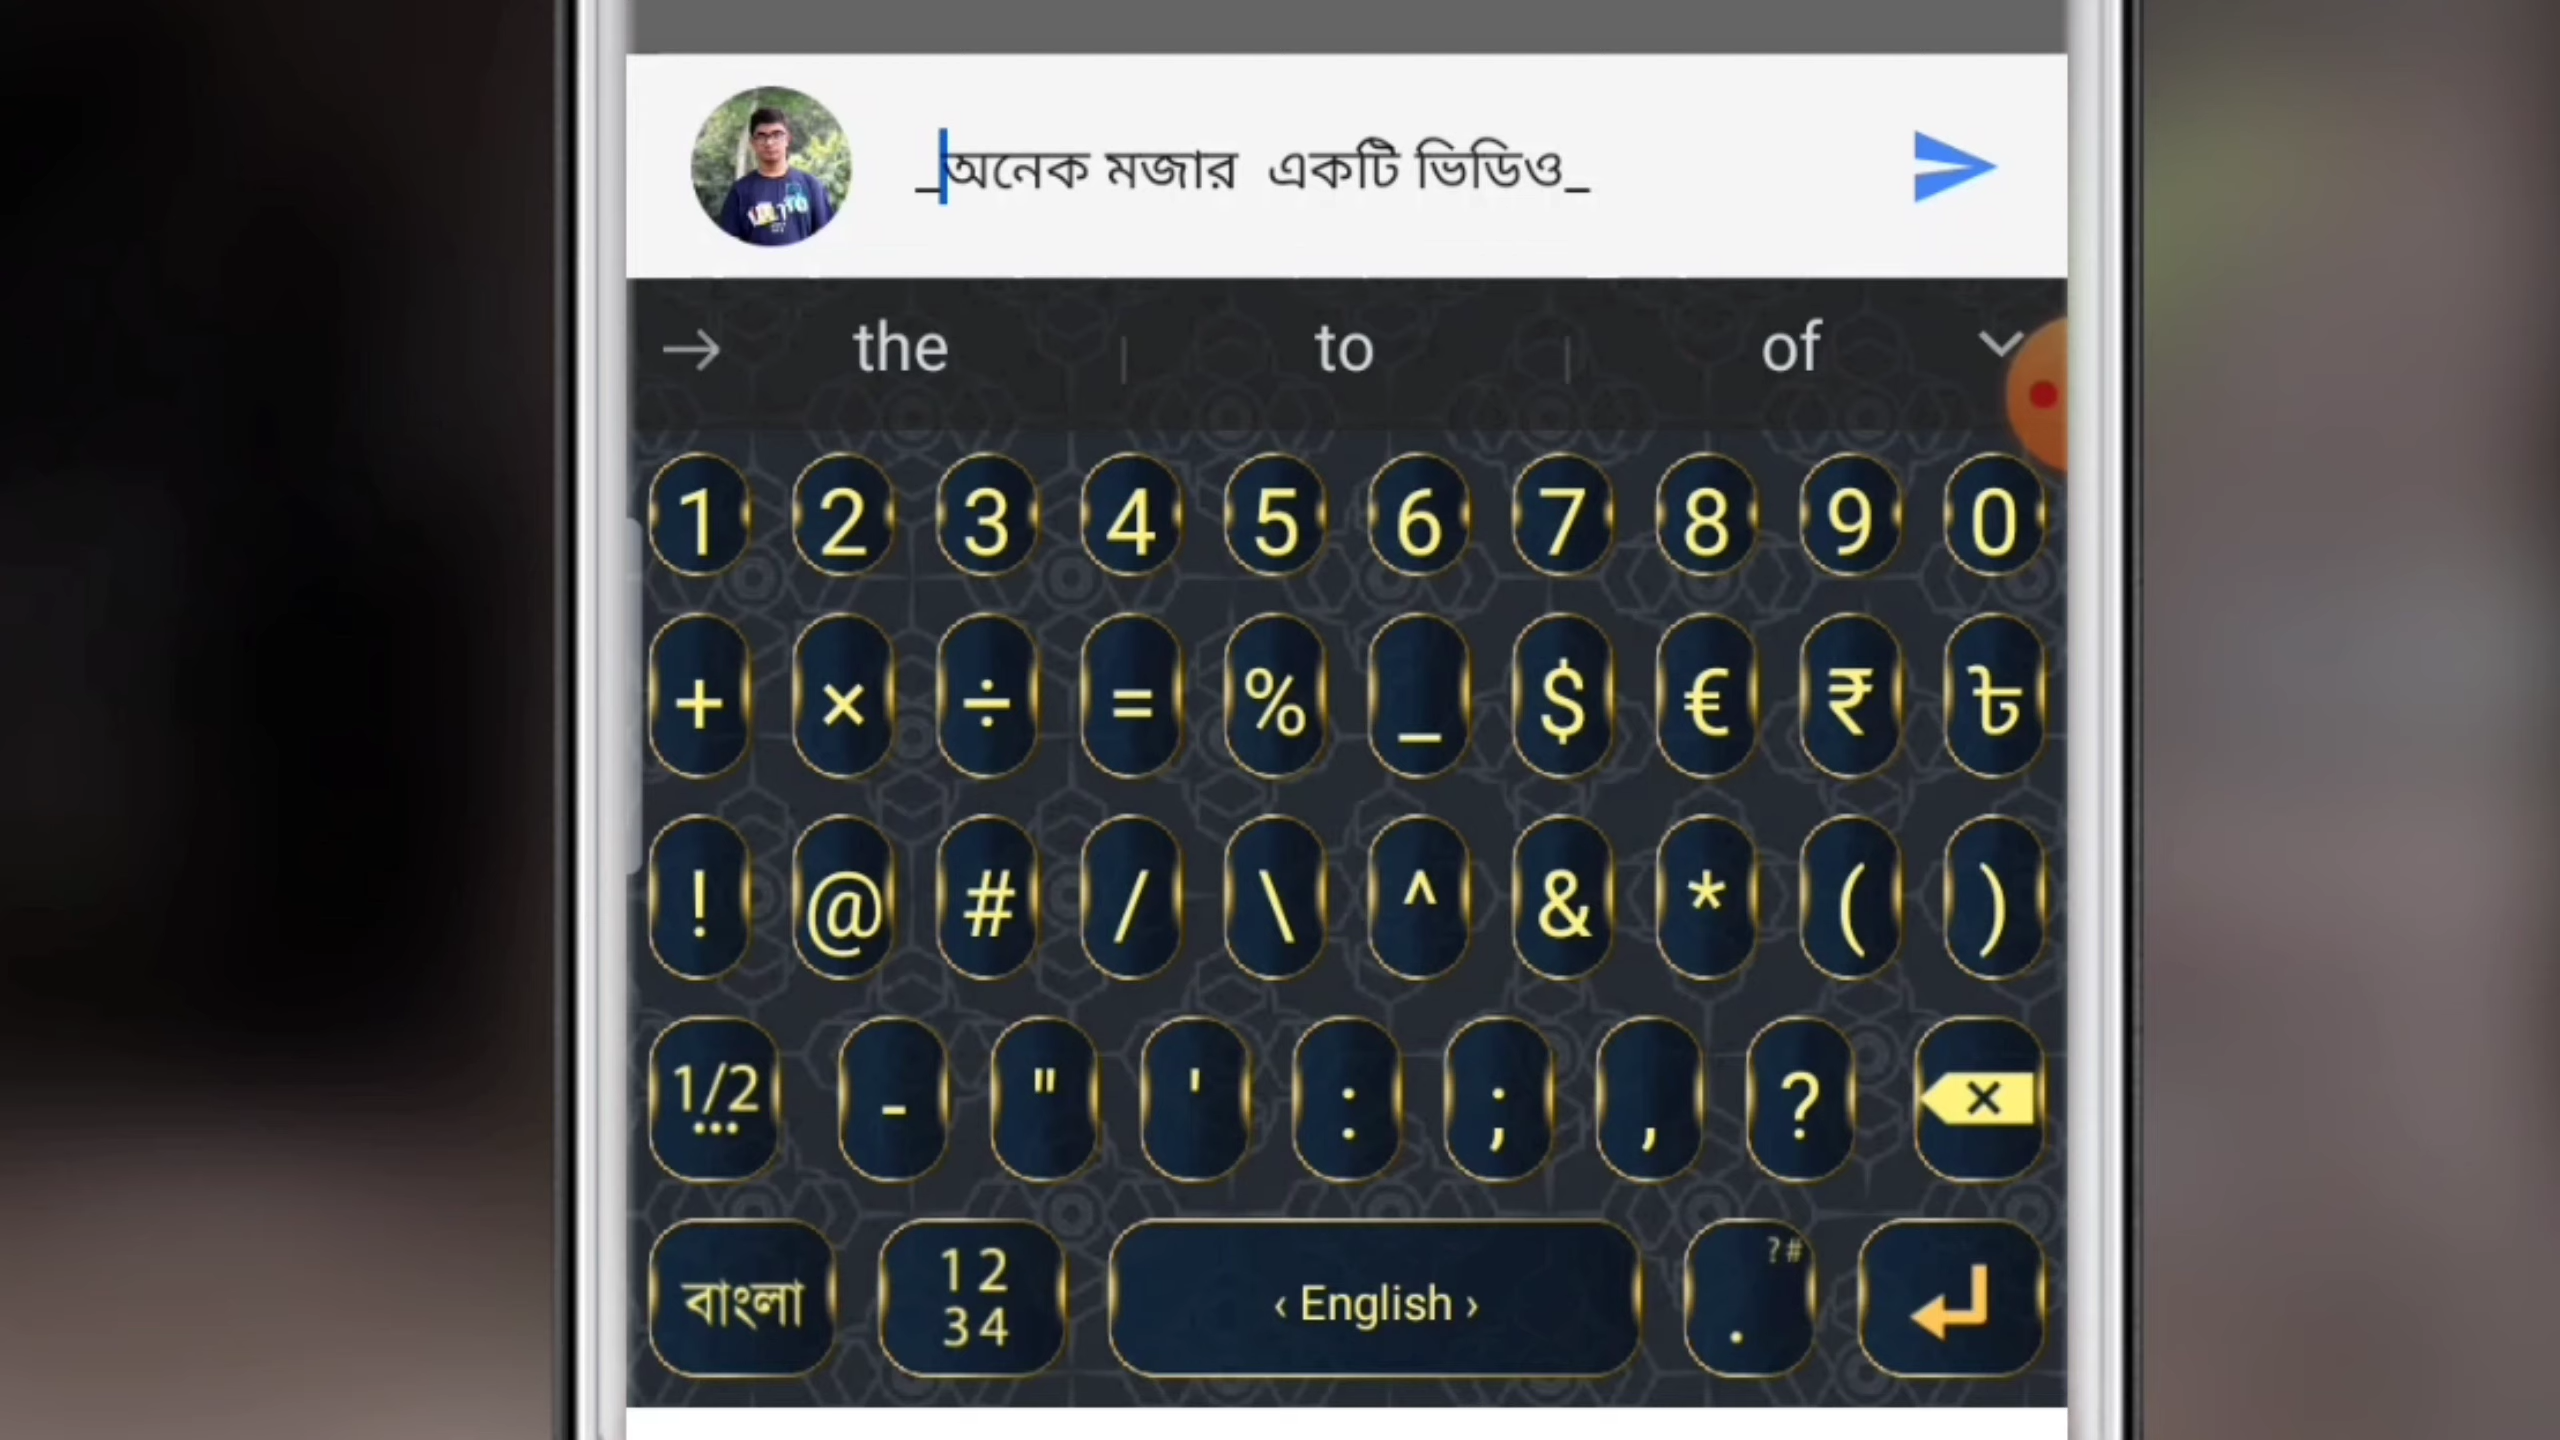 _অনেক মজার  একটি ভিডিও_
the to of
1 2 3 4 5 6 7 8 9 0
+ × ÷ = % _ $ € ₹ ৳
! @ # / \ ^ & * ( )
1/2 - " ' : ; , ?
বাংলা 12 ‹ English › ?#
34 .